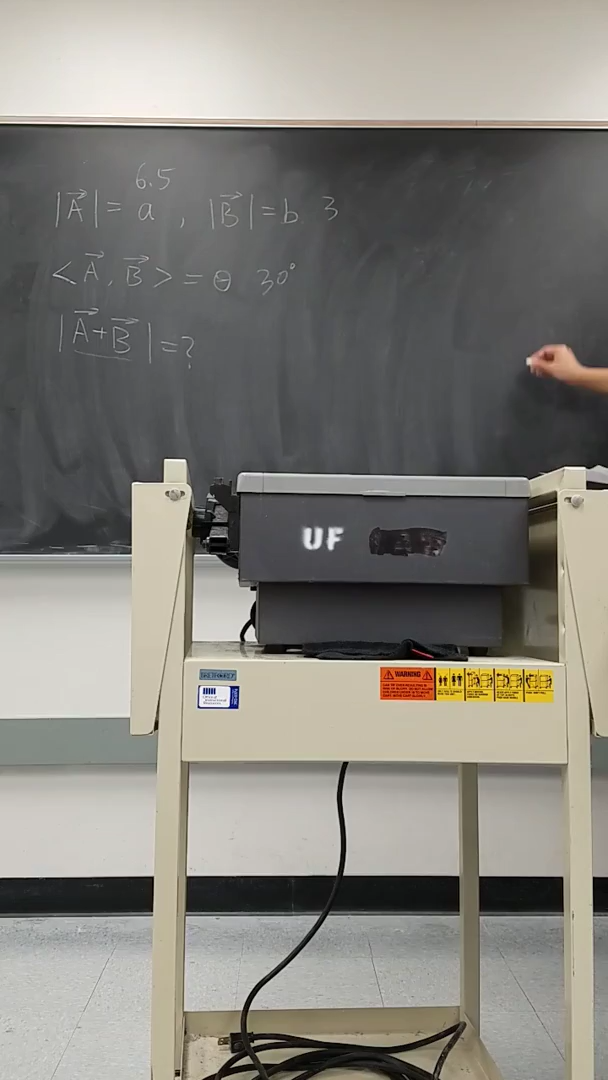 6.5
|A⃗| = a , |B⃗| = b 3
< A⃗, B⃗ > = θ 30°
|A⃗+B⃗| = ?
UF
WARNING